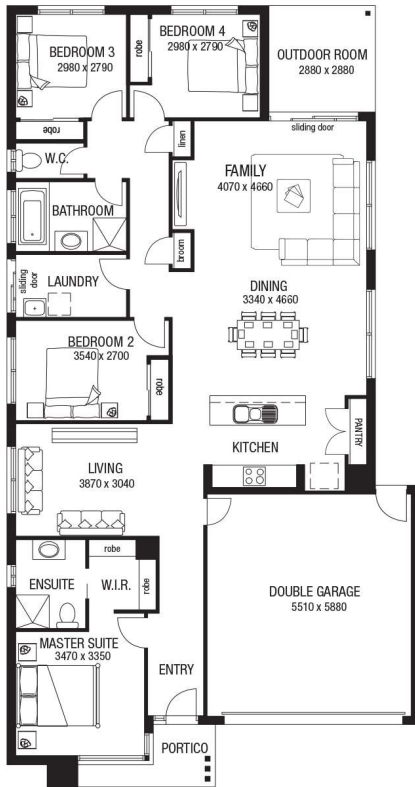 BEDROOM 3
2980 x 2790
robe
BEDROOM 4
2980 x 2790
OUTDOOR ROOM
2880 x 2880
sliding door
robe
W.C.
linen
FAMILY
4070 x 4660
BATHROOM
broom
sliding
door
LAUNDRY
DINING
3340 x 4660
BEDROOM 2
3540 x 2700
robe
KITCHEN
PANTRY
LIVING
3870 x 3040
robe
ENSUITE
W.I.R.
robe
DOUBLE GARAGE
5510 x 5880
MASTER SUITE
3470 x 3350
ENTRY
PORTICO